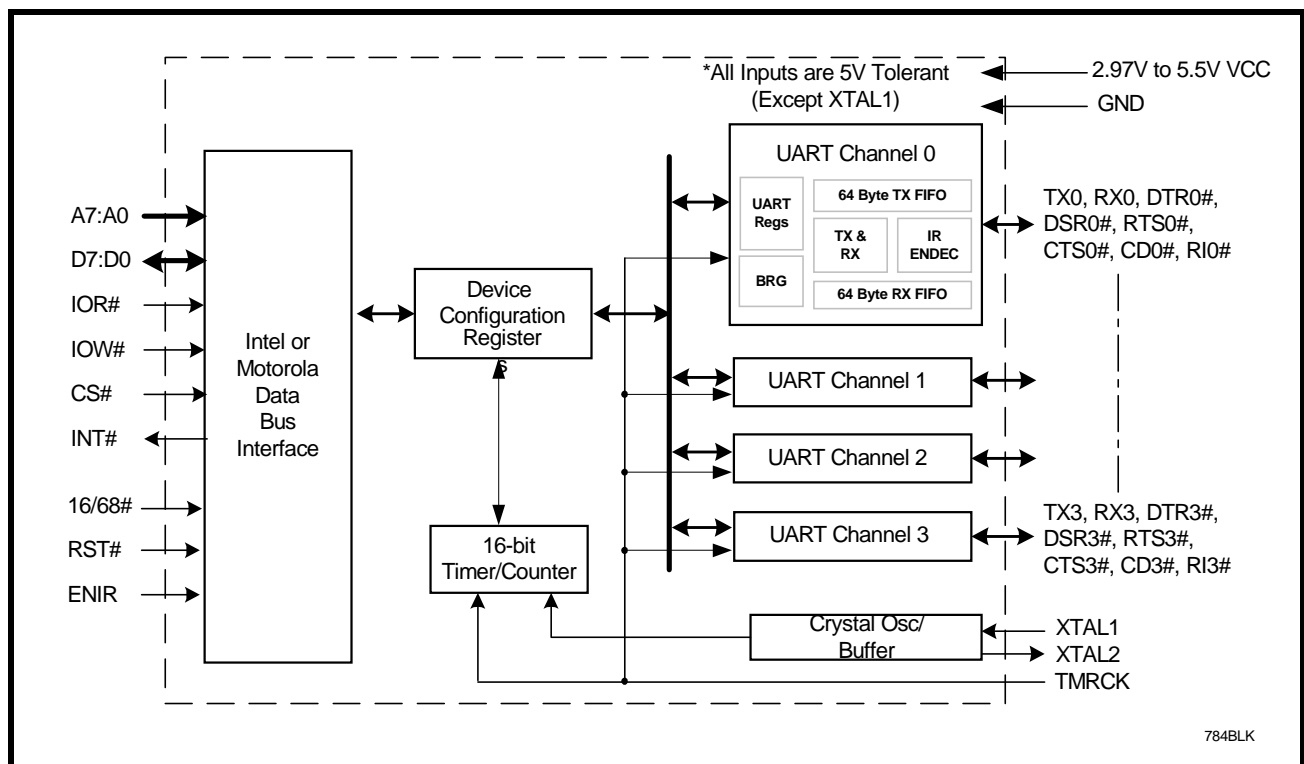 *All Inputs are 5V Tolerant
(Except XTAL1)
2.97V to 5.5V VCC
GND
A7:A0
D7:D0
IOR#
IOW#
CS#
INT#
16/68#
RST#
ENIR
Intel or
Motorola
Data
Bus
Interface
Device
Configuration
Register
s
16-bit
Timer/Counter
UART Channel 0
UART
Regs
BRG
64 Byte TX FIFO
TX &
RX
IR
ENDEC
64 Byte RX FIFO
UART Channel 1
UART Channel 2
UART Channel 3
Crystal Osc/
Buffer
TX0, RX0, DTR0#,
DSR0#, RTS0#,
CTS0#, CD0#, RI0#
TX3, RX3, DTR3#,
DSR3#, RTS3#,
CTS3#, CD3#, RI3#
XTAL1
XTAL2
TMRCK
784BLK